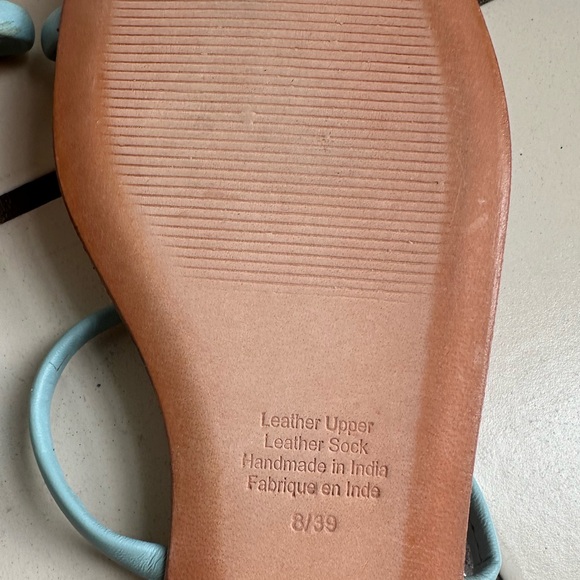 Leather Upper
Leather Sock
Handmade in India
Fabrique en Inde
8/39